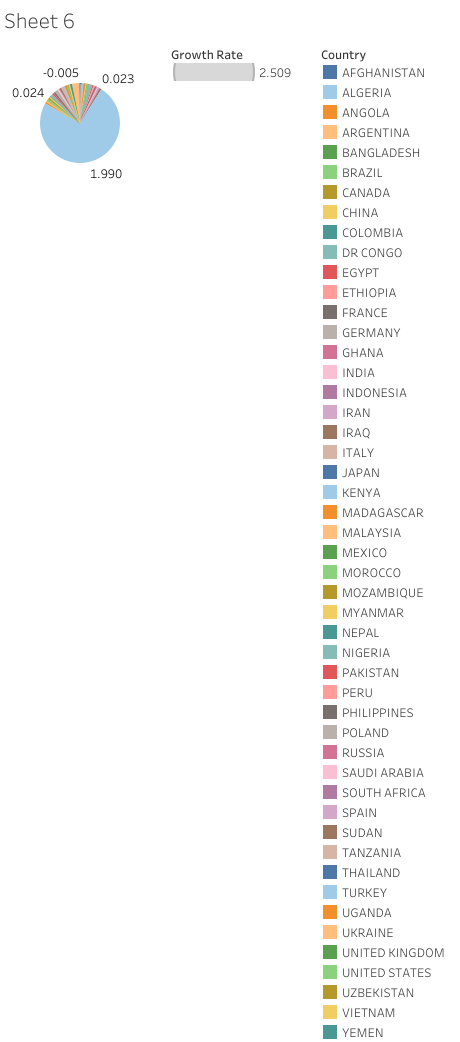 Sheet 6
-0.005
0.023
0.024
1.990
Growth Rate
2.509
Country
AFGHANISTAN
ALGERIA
ANGOLA
ARGENTINA
BANGLADESH
BRAZIL
CANADA
CHINA
COLOMBIA
DR CONGO
EGYPT
ETHIOPIA
FRANCE
GERMANY
GHANA
INDIA
INDONESIA
IRAN
IRAQ
ITALY
JAPAN
KENYA
MADAGASCAR
MALAYSIA
MEXICO
MOROCCO
MOZAMBIQUE
MYANMAR
NEPAL
NIGERIA
PAKISTAN
PERU
PHILIPPINES
POLAND
RUSSIA
SAUDI ARABIA
SOUTH AFRICA
SPAIN
SUDAN
TANZANIA
THAILAND
TURKEY
UGANDA
UKRAINE
UNITED KINGDOM
UNITED STATES
UZBEKISTAN
VIETNAM
YEMEN